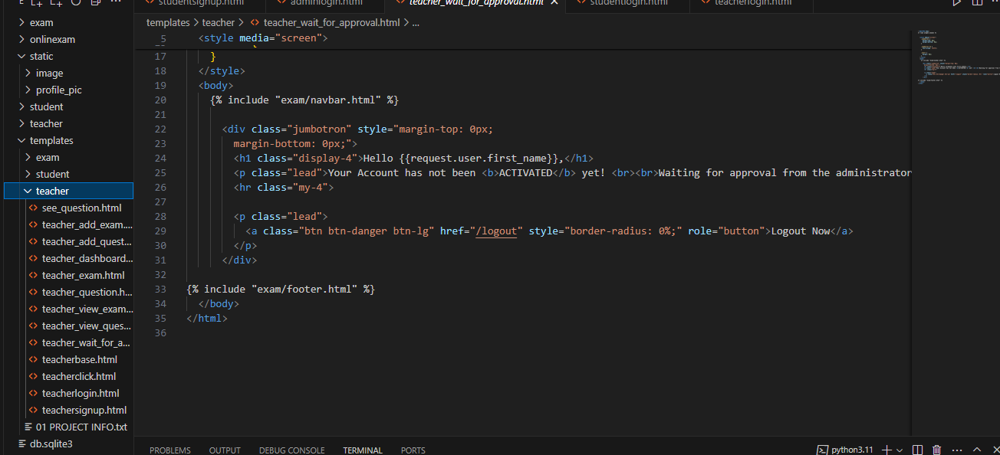 studentsignup.html
adminlogin.html
teacher_wait_for_approval.html
studentlogin.html
teacherlogin.html
exam
onlinexam
static
image
profile_pic
student
teacher
templates
exam
student
teacher
see_question.html
teacher_add_exam....
teacher_add_quest...
teacher_dashboard...
teacher_exam.html
teacher_question.h...
teacher_view_exam...
teacher_view_ques...
teacher_wait_for_a...
teacherbase.html
teacherclick.html
teacherlogin.html
teachersignup.html
01 PROJECT INFO.txt
db.sqlite3
templates > teacher > <> teacher_wait_for_approval.html > ...
5 <style media="screen">
17 }
18 </style>
19 <body>
20 {% include "exam/navbar.html" %}
21
22 <div class="jumbotron" style="margin-top: 0px;
23 margin-bottom: 0px;">
24 <h1 class="display-4">Hello {{request.user.first_name}},</h1>
25 <p class="lead">Your Account has not been <b>ACTIVATED</b> yet! <br><br>Waiting for approval from the administrator
26 <hr class="my-4">
27
28 <p class="lead">
29 <a class="btn btn-danger btn-lg" href="/logout" style="border-radius: 0%;" role="button">Logout Now</a>
30 </p>
31 </div>
32
33 {% include "exam/footer.html" %}
34 </body>
35 </html>
36
PROBLEMS OUTPUT DEBUG CONSOLE TERMINAL PORTS
python3.11